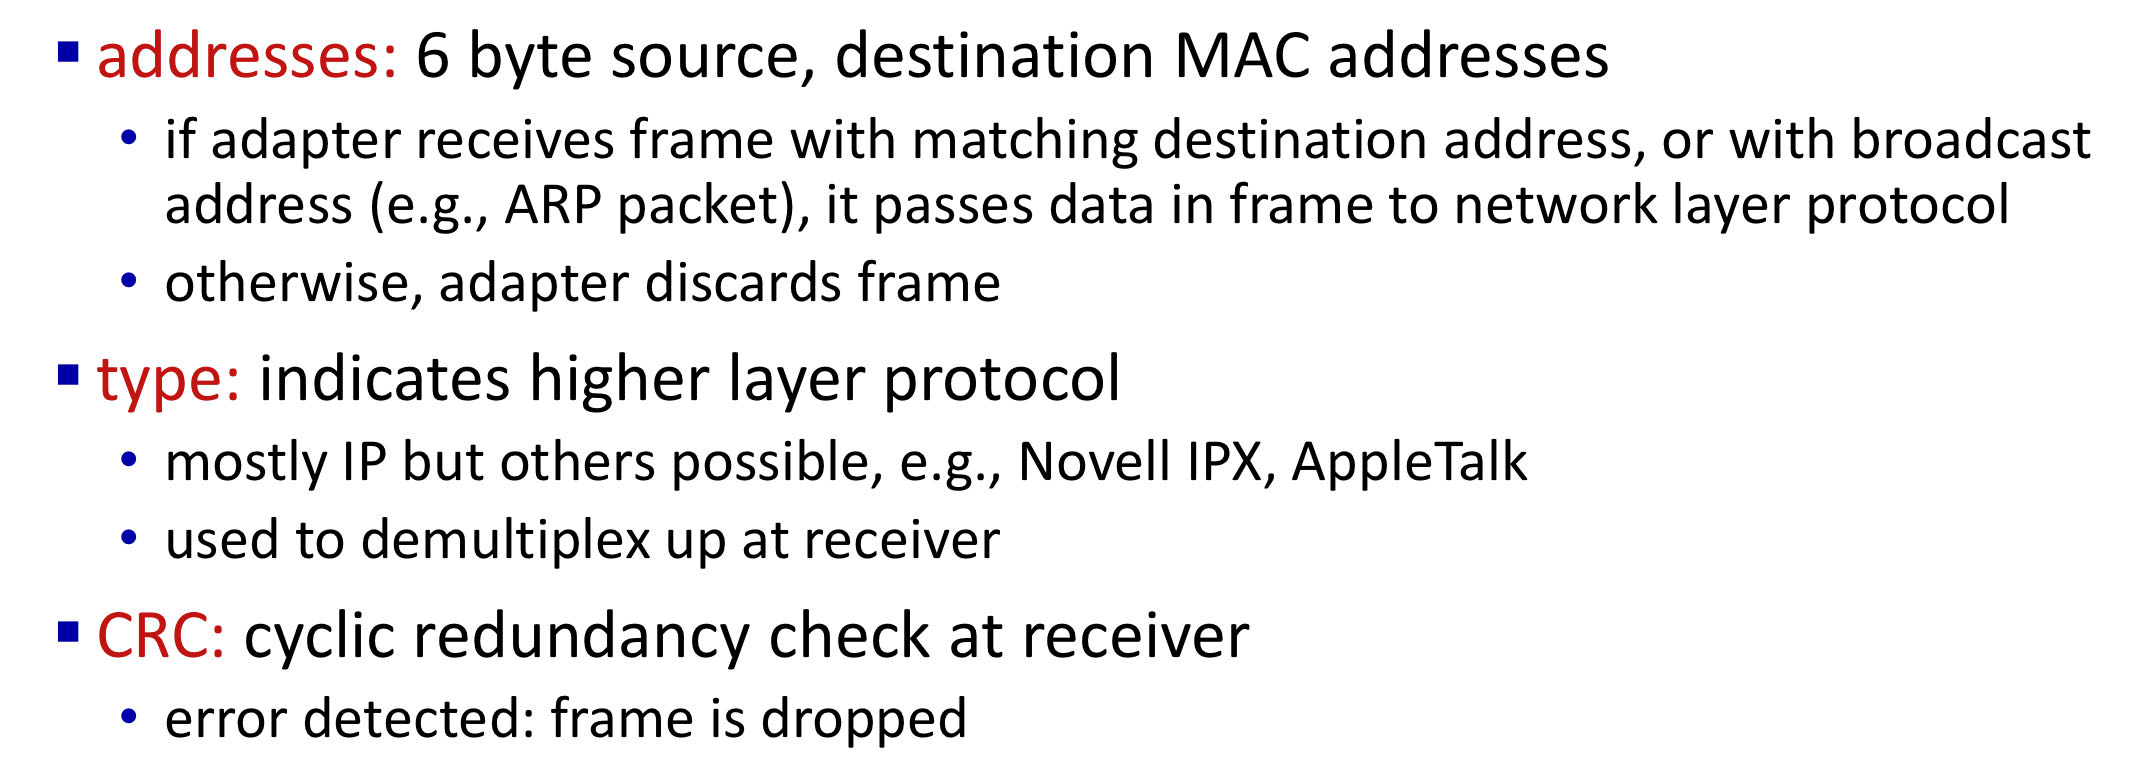 ▪ addresses: 6 byte source, destination MAC addresses
• if adapter receives frame with matching destination address, or with broadcast
address (e.g., ARP packet), it passes data in frame to network layer protocol
• otherwise, adapter discards frame
▪ type: indicates higher layer protocol
• mostly IP but others possible, e.g., Novell IPX, AppleTalk
• used to demultiplex up at receiver
▪ CRC: cyclic redundancy check at receiver
• error detected: frame is dropped